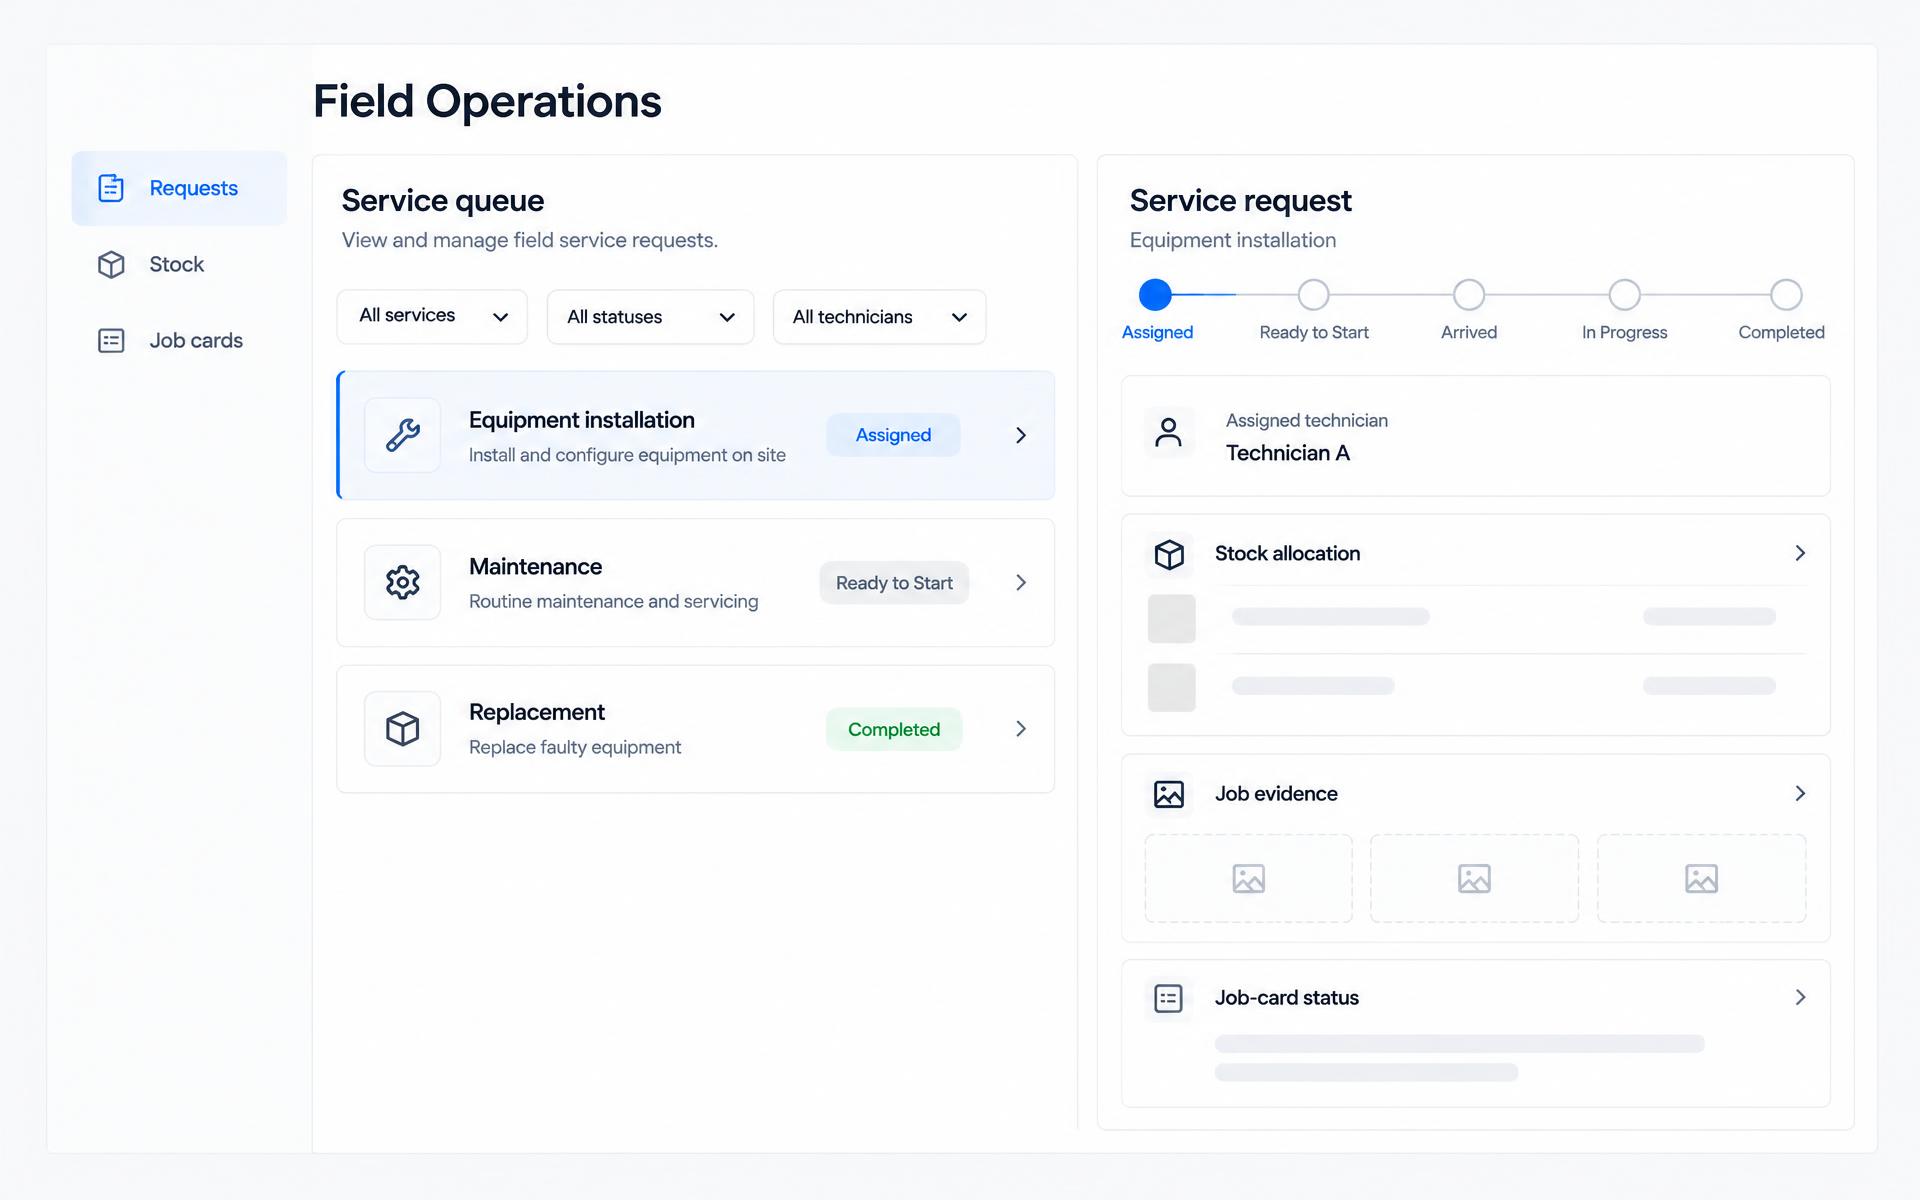 Field Operations
Requests
Stock
Job cards
Service queue
View and manage field service requests.
All services
All statuses
All technicians
Equipment installation
Install and configure equipment on site
Assigned
Maintenance
Routine maintenance and servicing
Ready to Start
Replacement
Replace faulty equipment
Completed
Service request
Equipment installation
Assigned
Ready to Start
Arrived
In Progress
Completed
Assigned technician
Technician A
Stock allocation
Job evidence
Job-card status